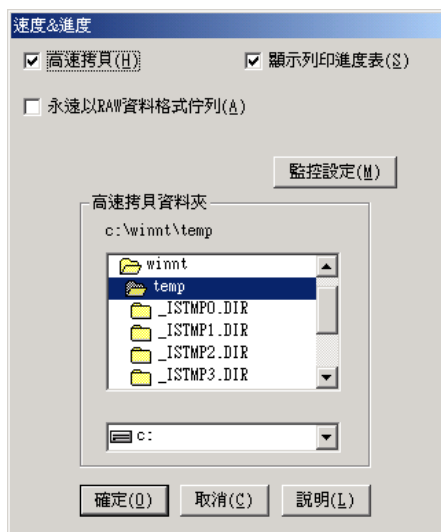 速度&進度
高速拷貝(H) 顯示列印進度表(S)
永遠以RAW資料格式佇列(A)
監控設定(M)
高速拷貝資料夾
c:\winnt\temp
winnt
temp
_ISTMP0.DIR
_ISTMP1.DIR
_ISTMP2.DIR
_ISTMP3.DIR
c:
確定(O) 取消(C) 說明(L)